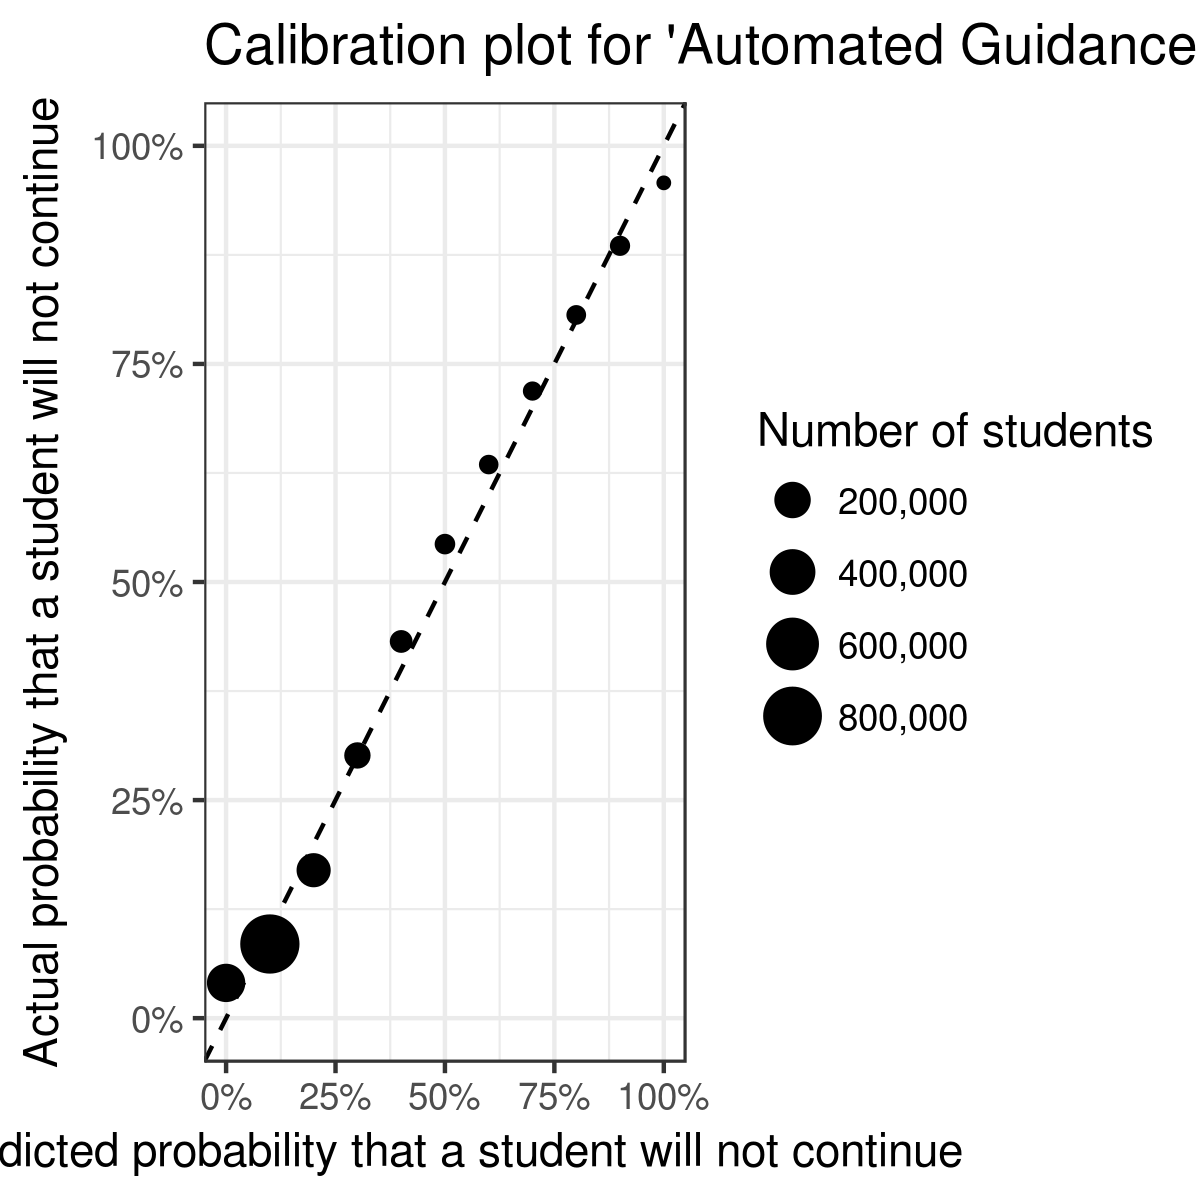 Calibration plot for 'Automated Guidance
Actual probability that a student will not continue
100%
75%
50%
25%
0%
0% 25% 50% 75% 100%
dicted probability that a student will not continue
Number of students
200,000
400,000
600,000
800,000